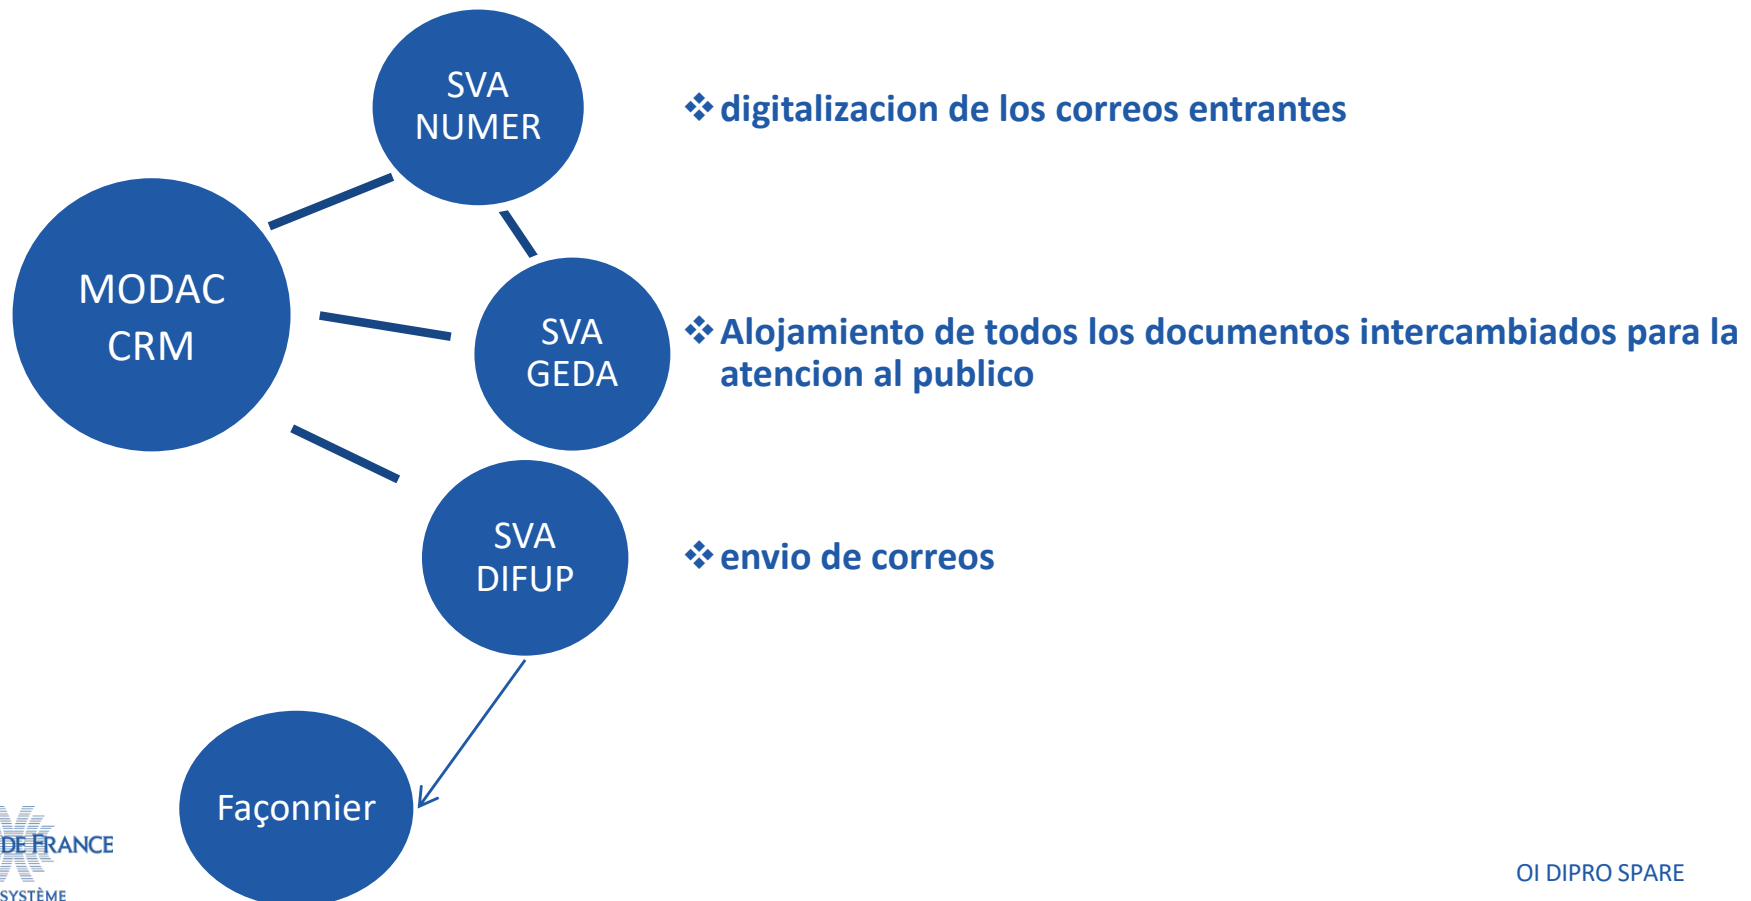 SVA
NUMER
❖ digitalizacion de los correos entrantes
MODAC
CRM
SVA
GEDA
❖ Alojamiento de todos los documentos intercambiados para la
atencion al publico
SVA
DIFUP
❖ envio de correos
Façonnier
DE FRANCE
SYSTÈME
OI DIPRO SPARE